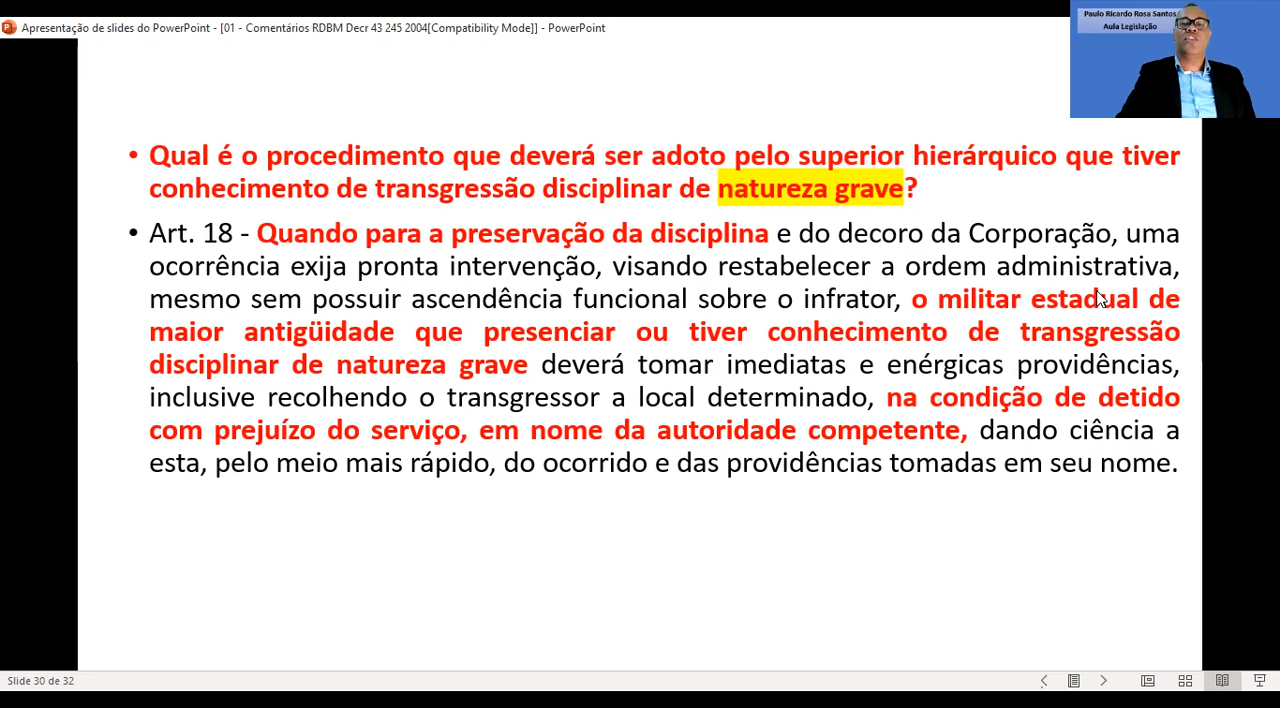 Apresentação de slides do PowerPoint - [01 - Comentários RDBM Decr 43 245 2004[Compatibility Mode]] - PowerPoint
Paulo Ricardo Rosa Santos
Aula Legislação
• Qual é o procedimento que deverá ser adoto pelo superior hierárquico que tiver
conhecimento de transgressão disciplinar de natureza grave?
• Art. 18 - Quando para a preservação da disciplina e do decoro da Corporação, uma
ocorrência exija pronta intervenção, visando restabelecer a ordem administrativa,
mesmo sem possuir ascendência funcional sobre o infrator, o militar estadual de
maior antigüidade que presenciar ou tiver conhecimento de transgressão
disciplinar de natureza grave deverá tomar imediatas e enérgicas providências,
inclusive recolhendo o transgressor a local determinado, na condição de detido
com prejuízo do serviço, em nome da autoridade competente, dando ciência a
esta, pelo meio mais rápido, do ocorrido e das providências tomadas em seu nome.
Slide 30 de 32